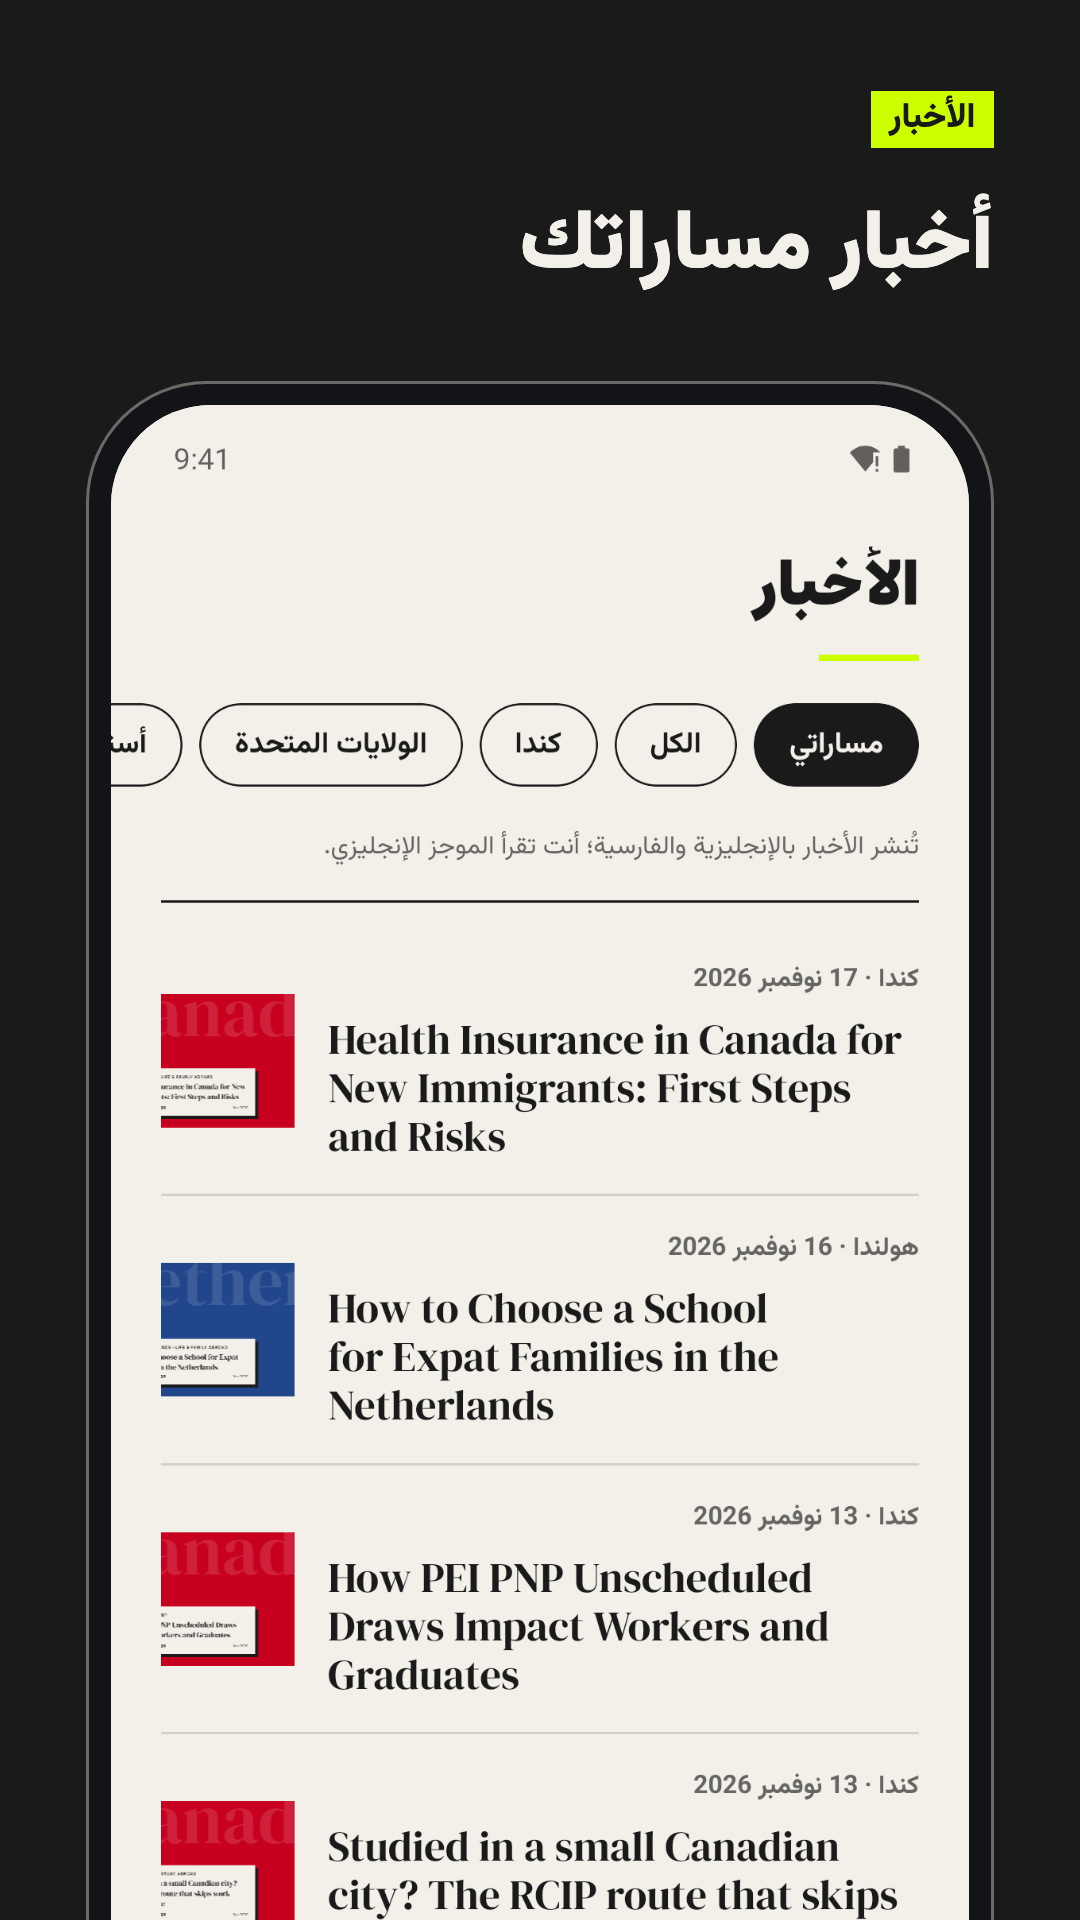 الأخبار
أخبار مساراتك
9:41
الأخبار
مساراتي
الكل
كندا
الولايات المتحدة
تُنشر الأخبار بالإنجليزية والفارسية؛ أنت تقرأ الموجز الإنجليزي.
كندا · 17 نوفمبر 2026
Health Insurance in Canada for
New Immigrants: First Steps
and Risks
هولندا · 16 نوفمبر 2026
How to Choose a School
for Expat Families in the
Netherlands
كندا · 13 نوفمبر 2026
How PEI PNP Unscheduled
Draws Impact Workers and
Graduates
كندا · 13 نوفمبر 2026
Studied in a small Canadian
city? The RCIP route that skips